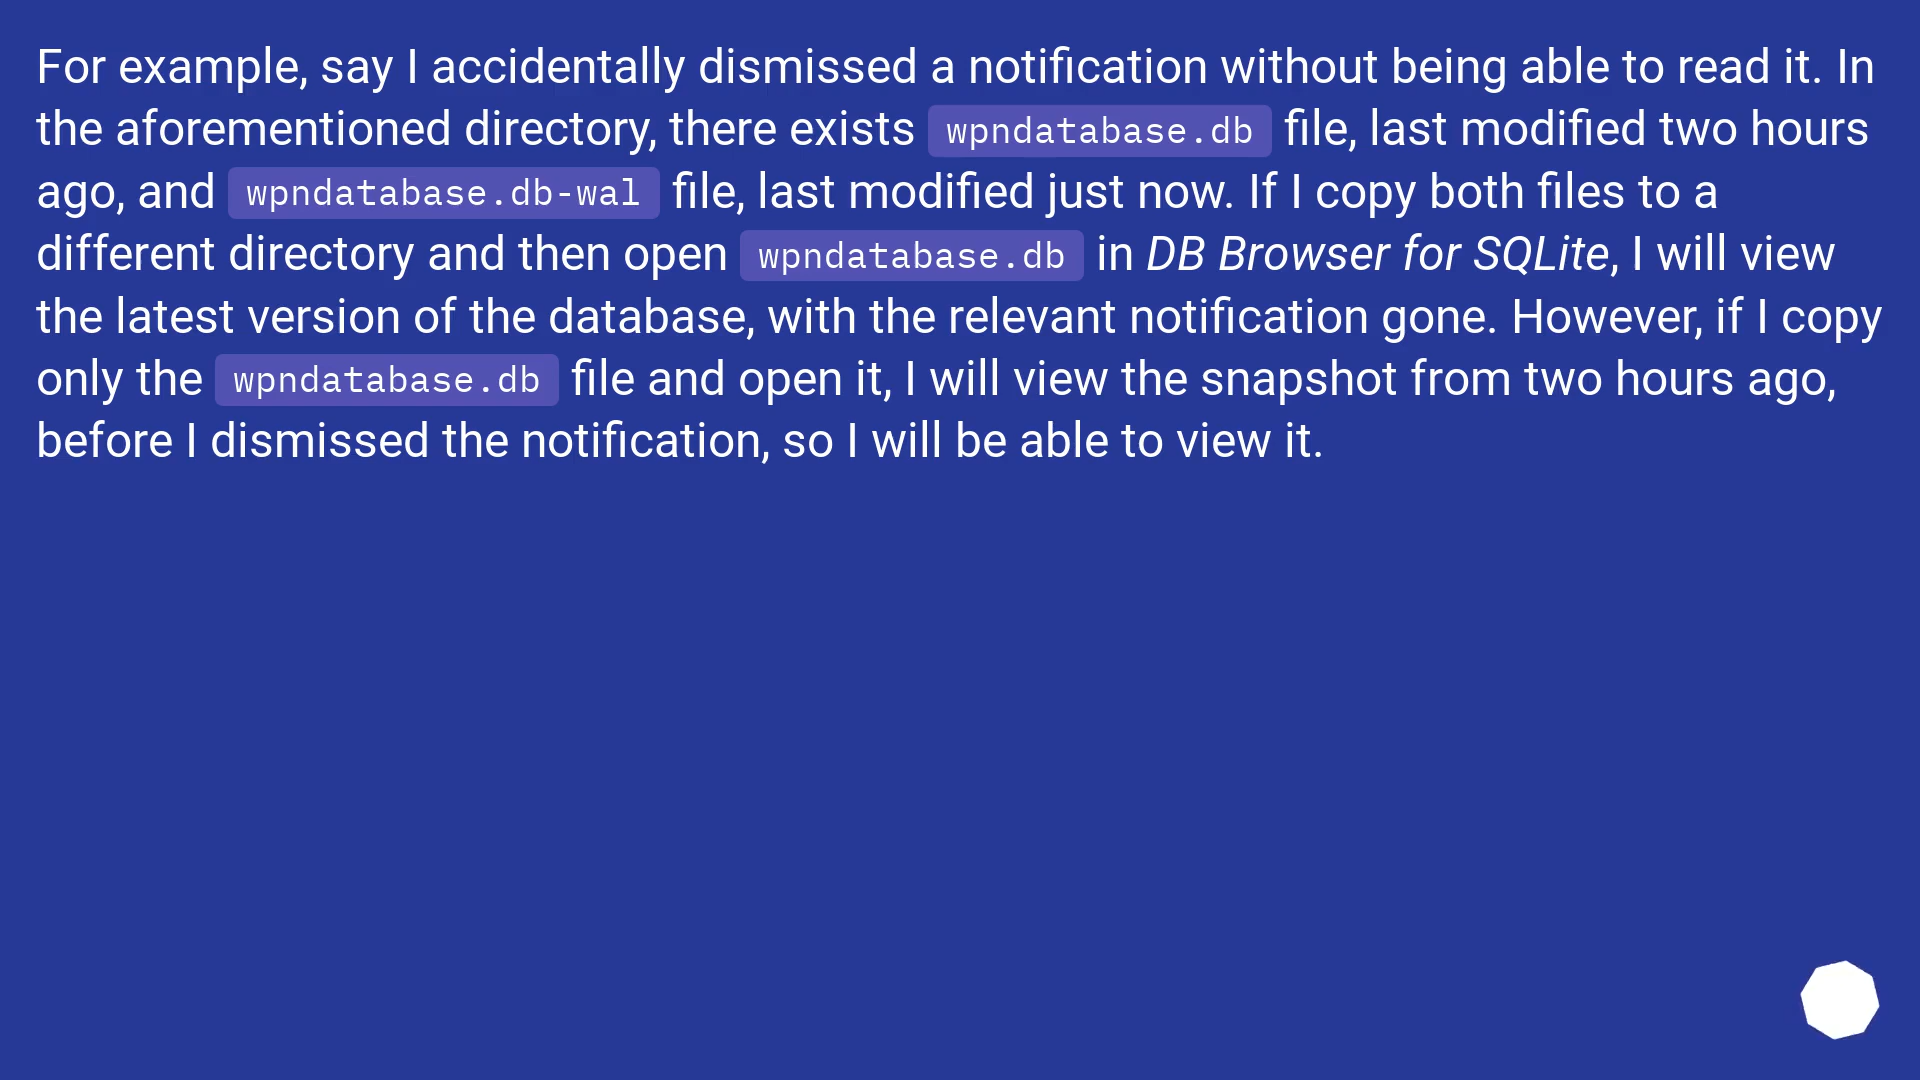 For example, say I accidentally dismissed a notification without being able to read it. In
the aforementioned directory, there exists wpndatabase.db file, last modified two hours
ago, and wpndatabase.db-wal file, last modified just now. If I copy both files to a
different directory and then open wpndatabase.db in DB Browser for SQLite, I will view
the latest version of the database, with the relevant notification gone. However, if I copy
only the wpndatabase.db file and open it, I will view the snapshot from two hours ago,
before I dismissed the notification, so I will be able to view it.